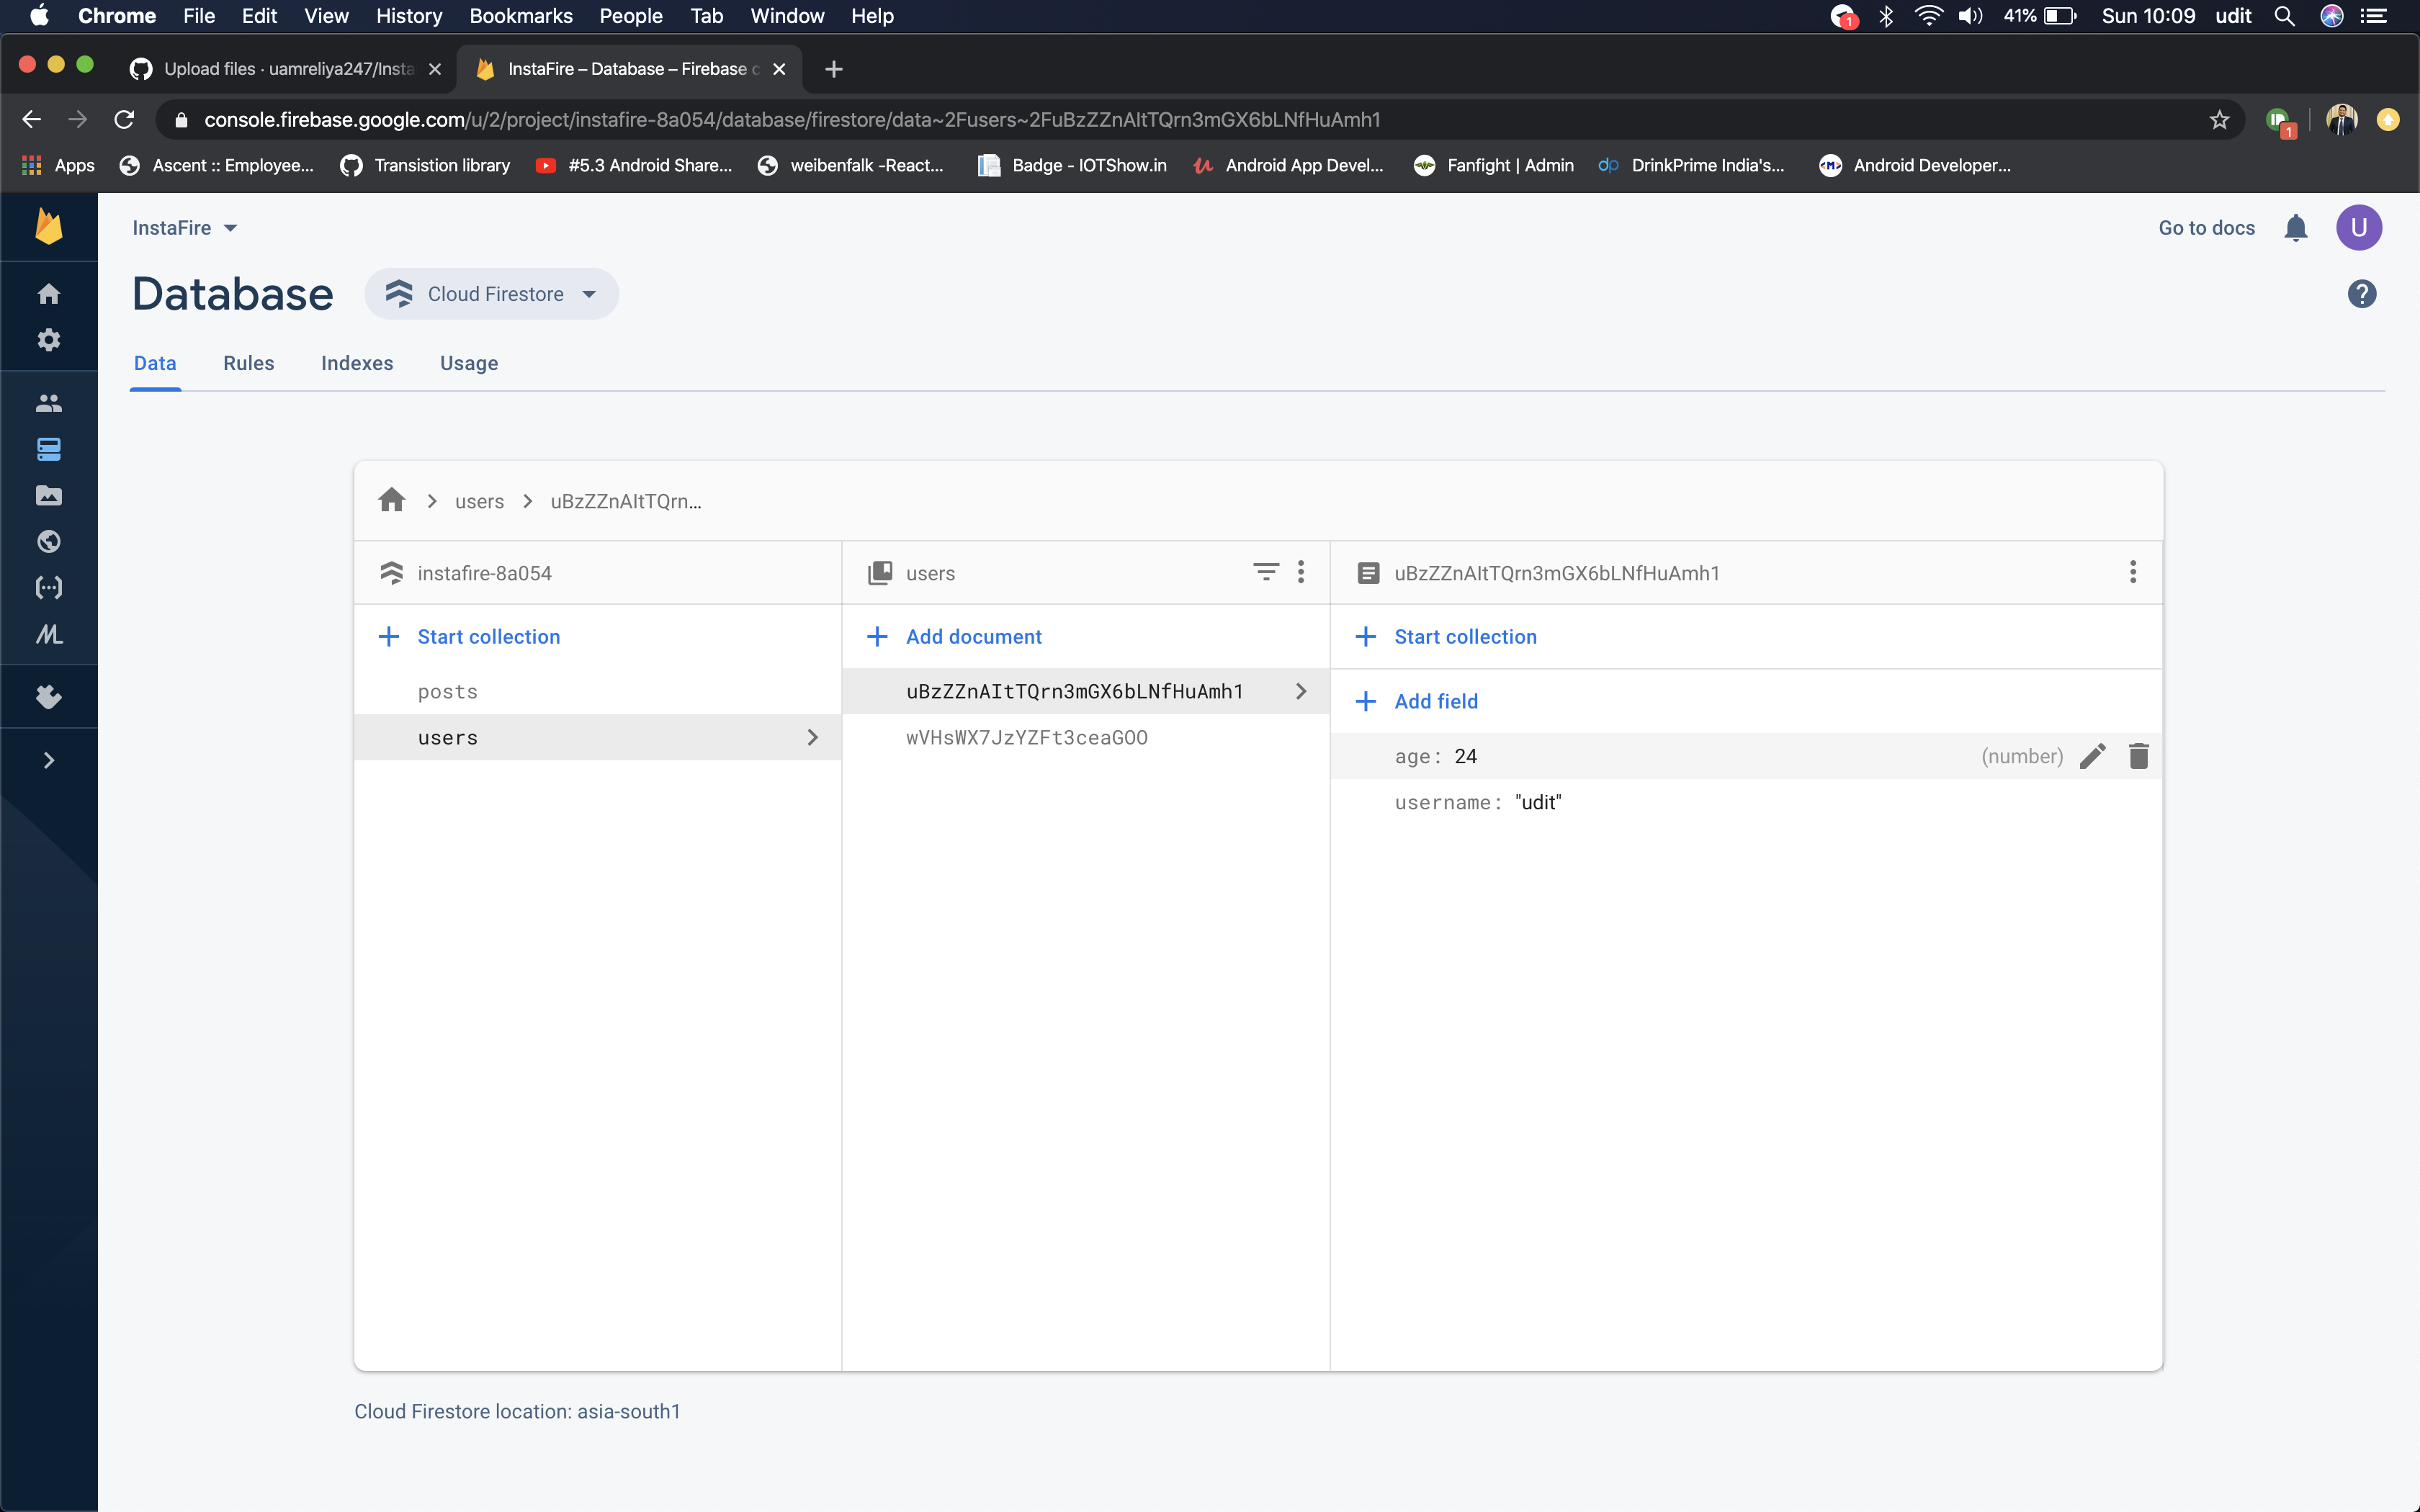 Chrome File Edit View History Bookmarks People Tab Window Help 1 41% Sun 10:09 udit
Upload files · uamreliya247/Insta InstaFire – Database – Firebase c
console.firebase.google.com/u/2/project/instafire-8a054/database/firestore/data~2Fusers~2FuBzZZnAItTQrn3mGX6bLNfHuAmh1 1
Apps Ascent :: Employee... Transistion library #5.3 Android Share... weibenfalk -React... Badge - IOTShow.in Android App Devel... Fanfight | Admin dp DrinkPrime India's... <M> Android Developer...
InstaFire Go to docs U
Database Cloud Firestore ?
Data Rules Indexes Usage
users uBzZZnAItTQrn...
instafire-8a054 users uBzZZnAItTQrn3mGX6bLNfHuAmh1
Start collection Add document Start collection
posts uBzZZnAItTQrn3mGX6bLNfHuAmh1 Add field
users wVHsWX7JzYZFt3ceaGOO age: 24 (number)
username: "udit"
Cloud Firestore location: asia-south1